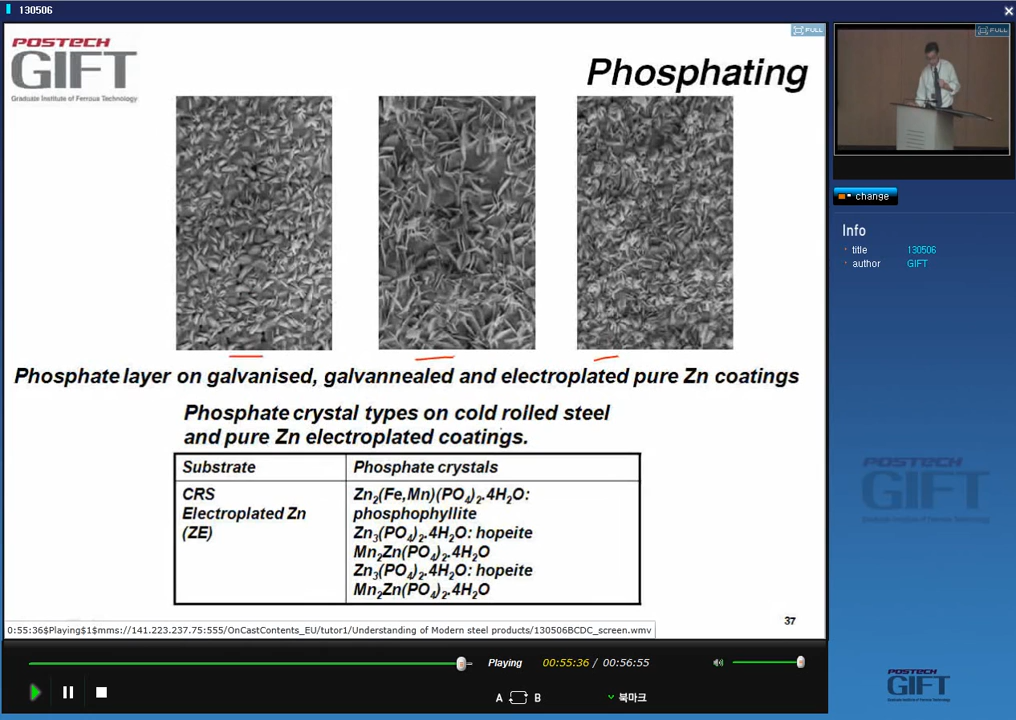 130506
POSTECH
GIFT
Graduate Institute of Ferrous Technology
Phosphating
FULL
Phosphate layer on galvanised, galvannealed and electroplated pure Zn coatings
Phosphate crystal types on cold rolled steel
and pure Zn electroplated coatings.
Substrate Phosphate crystals
CRS Zn₂(Fe,Mn)(PO₄)₂.4H₂O:
Electroplated Zn phosphophyllite
(ZE) Zn₃(PO₄)₂.4H₂O: hopeite
Mn₂Zn(PO₄)₂.4H₂O
Zn₃(PO₄)₂.4H₂O: hopeite
Mn₂Zn(PO₄)₂.4H₂O
37
0:55:36$Playing$1$mms://141.223.237.75:555/OnCastContents_EU/tutor1/Understanding of Modern steel products/130506BCDC_screen.wmv
Playing 00:55:36 / 00:56:55
A B 북마크
FULL
change
Info
title 130506
author GIFT
POSTECH
GIFT
POSTECH
GIFT